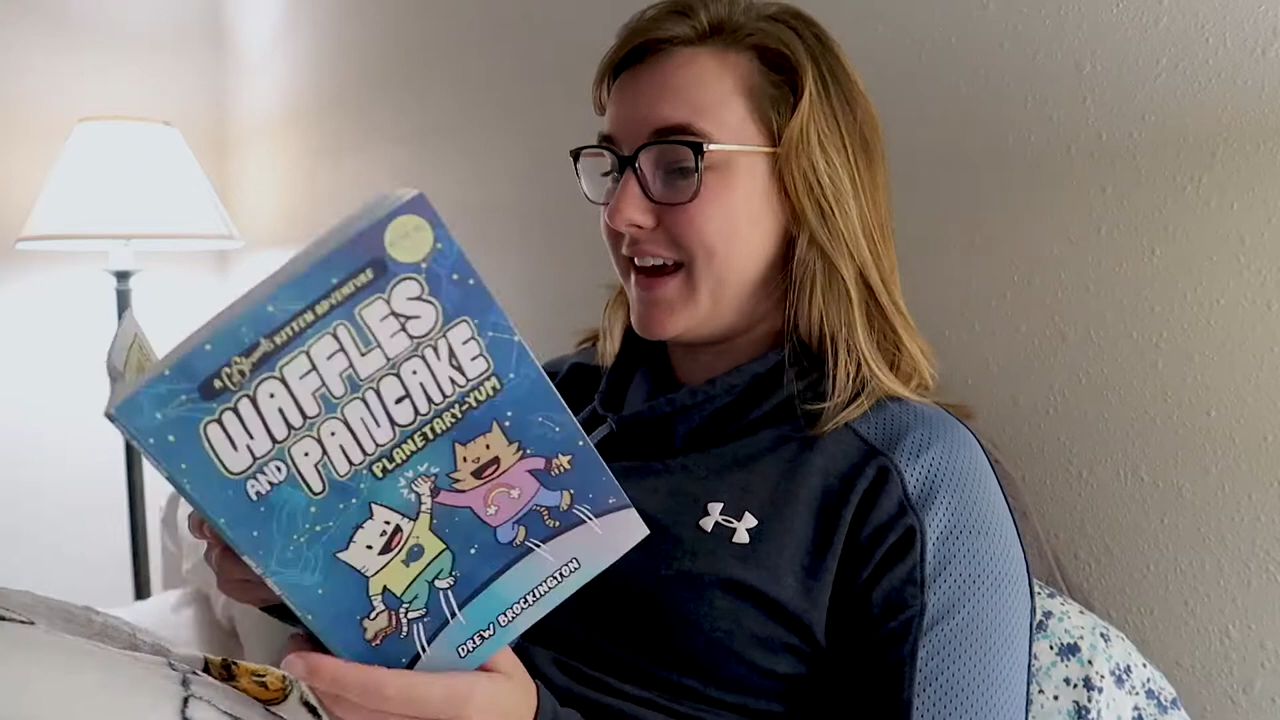 A CatStronauts KITTEN ADVENTURE
WAFFLES
AND PANCAKE
PLANETARY-YUM
DREW BROCKINGTON